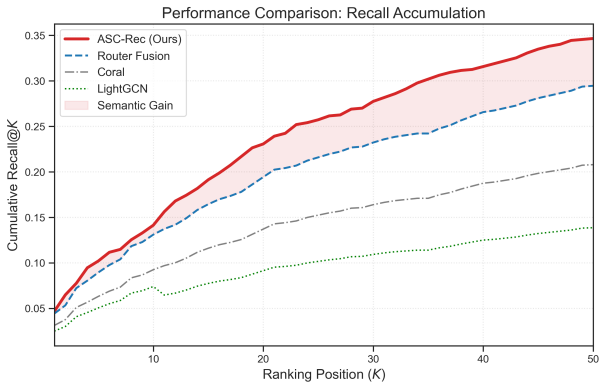 Performance Comparison: Recall Accumulation
ASC-Rec (Ours)
Router Fusion
Coral
LightGCN
Semantic Gain
Cumulative Recall@K
0.35
0.30
0.25
0.20
0.15
0.10
0.05
10
20
30
40
50
Ranking Position (K)